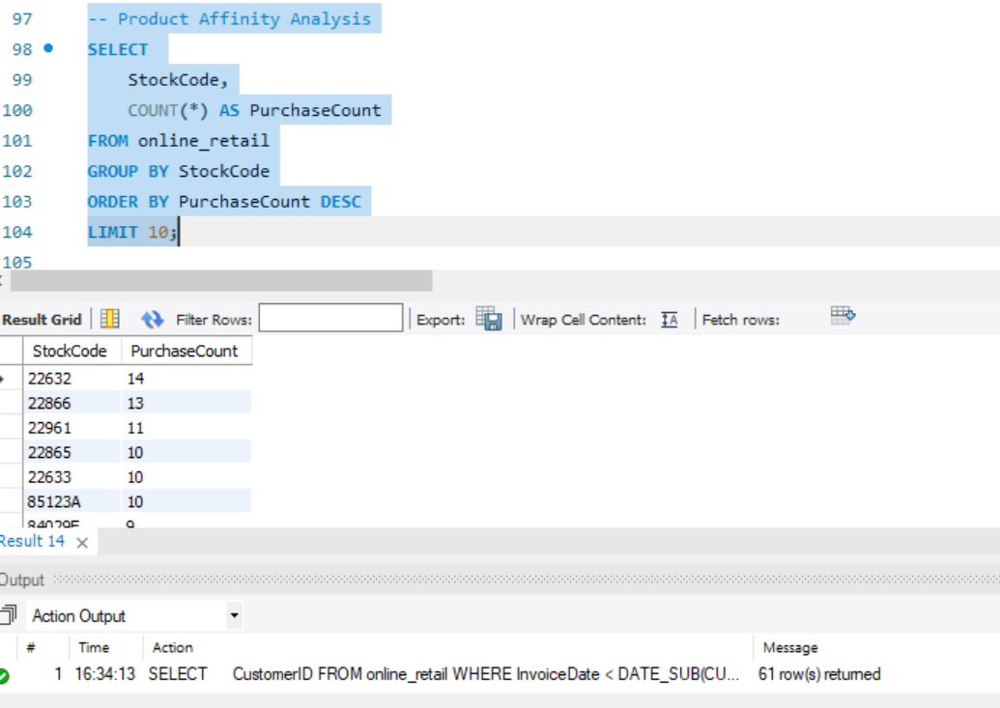 97 -- Product Affinity Analysis
98 SELECT
99 StockCode,
100 COUNT(*) AS PurchaseCount
101 FROM online_retail
102 GROUP BY StockCode
103 ORDER BY PurchaseCount DESC
104 LIMIT 10;
105
Result Grid Filter Rows: Export: Wrap Cell Content: Fetch rows:
StockCode PurchaseCount
22632 14
22866 13
22961 11
22865 10
22633 10
85123A 10
84029E 9
Result 14
Output
Action Output
# Time Action Message
1 16:34:13 SELECT CustomerID FROM online_retail WHERE InvoiceDate < DATE_SUB(CU... 61 row(s) returned